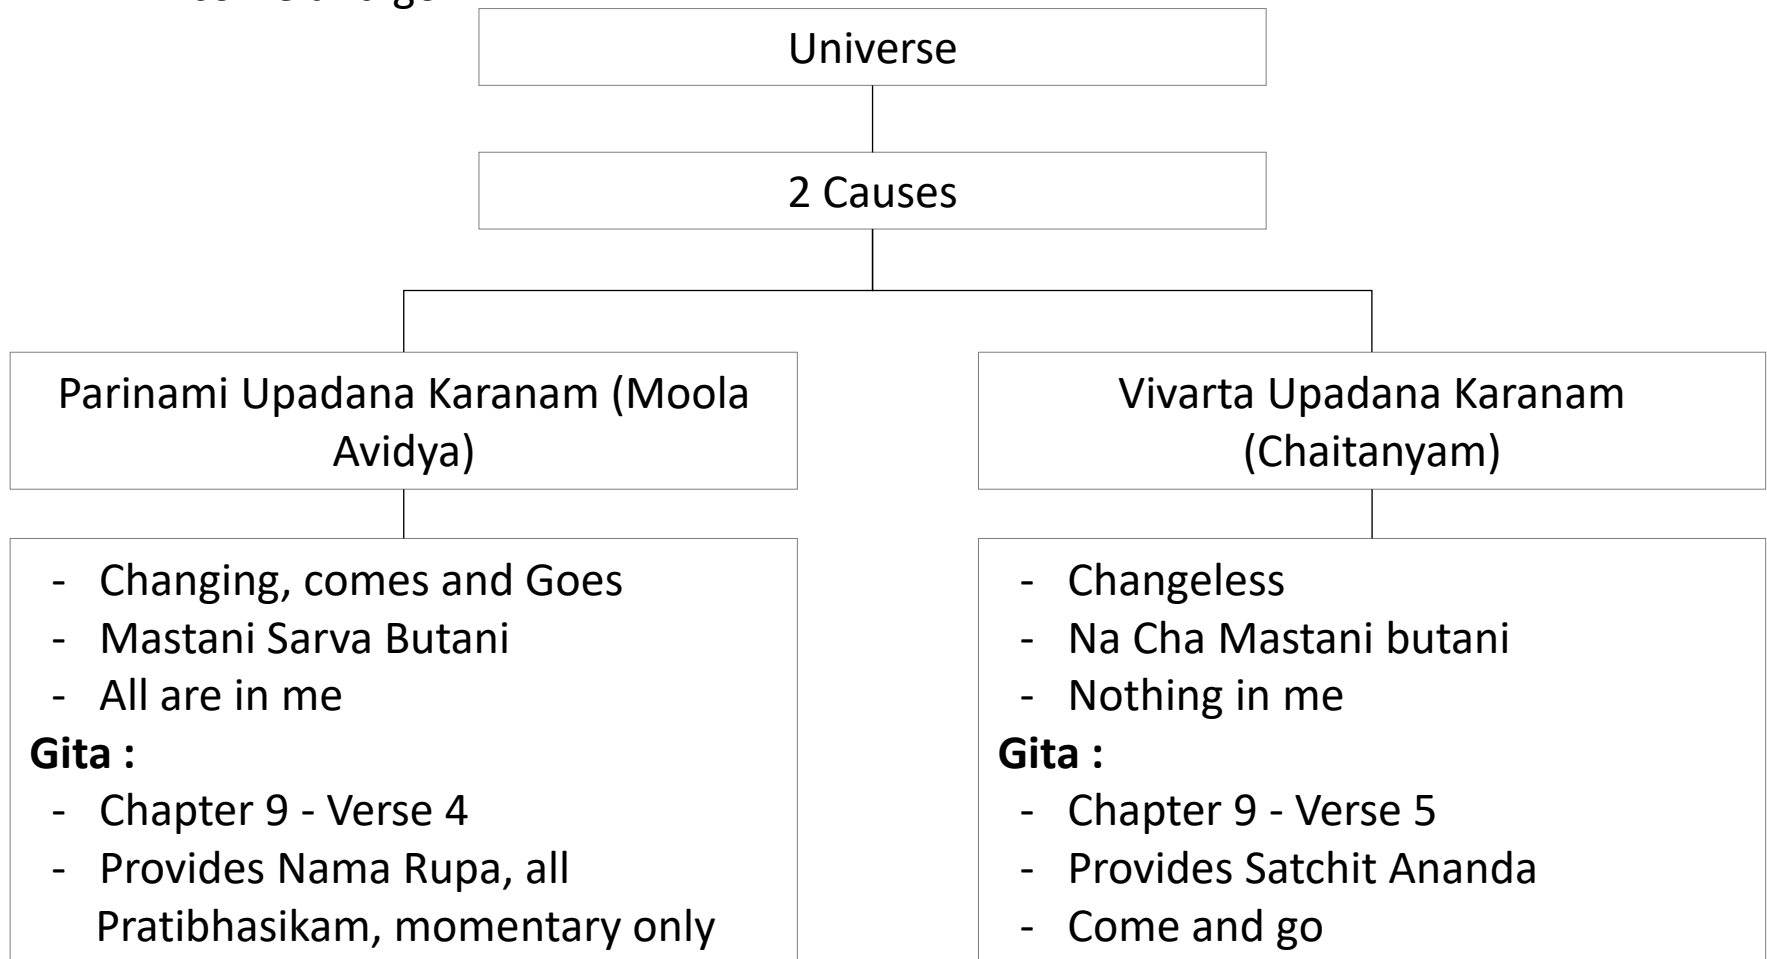 Universe
2 Causes
Parinami Upadana Karanam (Moola
Avidya)
Vivarta Upadana Karanam
(Chaitanyam)
- Changing, comes and Goes
- Mastani Sarva Butani
- All are in me
Gita :
- Chapter 9 - Verse 4
- Provides Nama Rupa, all
Pratibhasikam, momentary only
- Changeless
- Na Cha Mastani butani
- Nothing in me
Gita :
- Chapter 9 - Verse 5
- Provides Satchit Ananda
- Come and go